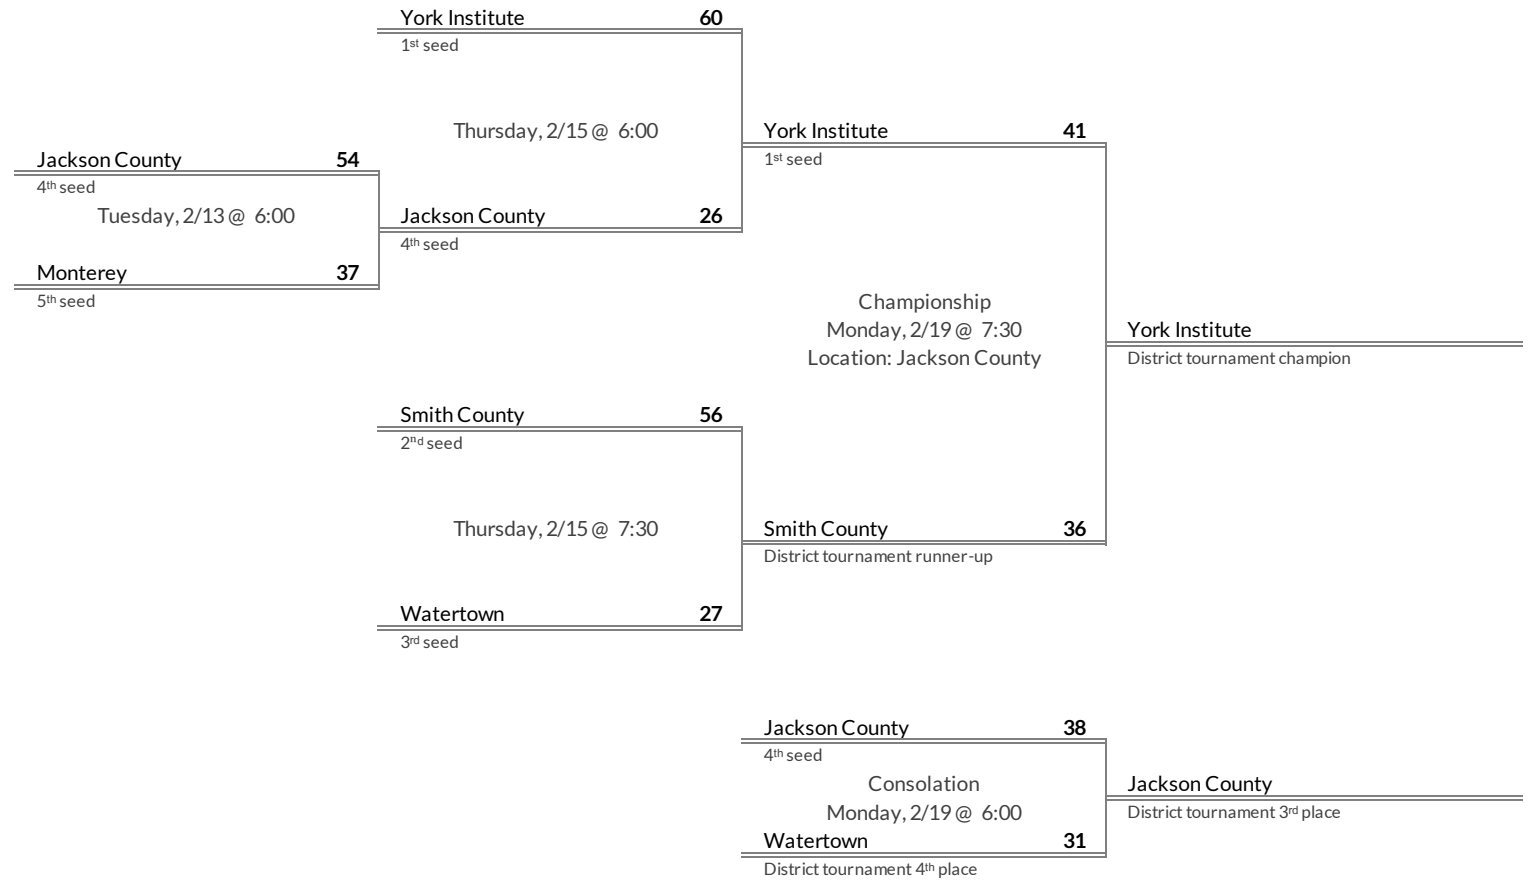 York Institute 60
1st seed
Thursday, 2/15 @ 6:00
York Institute 41
1st seed
Jackson County 54
4th seed
Tuesday, 2/13 @ 6:00
Jackson County 26
4th seed
Monterey 37
5th seed
Championship
Monday, 2/19 @ 7:30
Location: Jackson County
York Institute
District tournament champion
Smith County 56
2nd seed
Thursday, 2/15 @ 7:30
Smith County 36
District tournament runner-up
Watertown 27
3rd seed
Jackson County 38
4th seed
Consolation
Monday, 2/19 @ 6:00
Jackson County
District tournament 3rd place
Watertown 31
District tournament 4th place